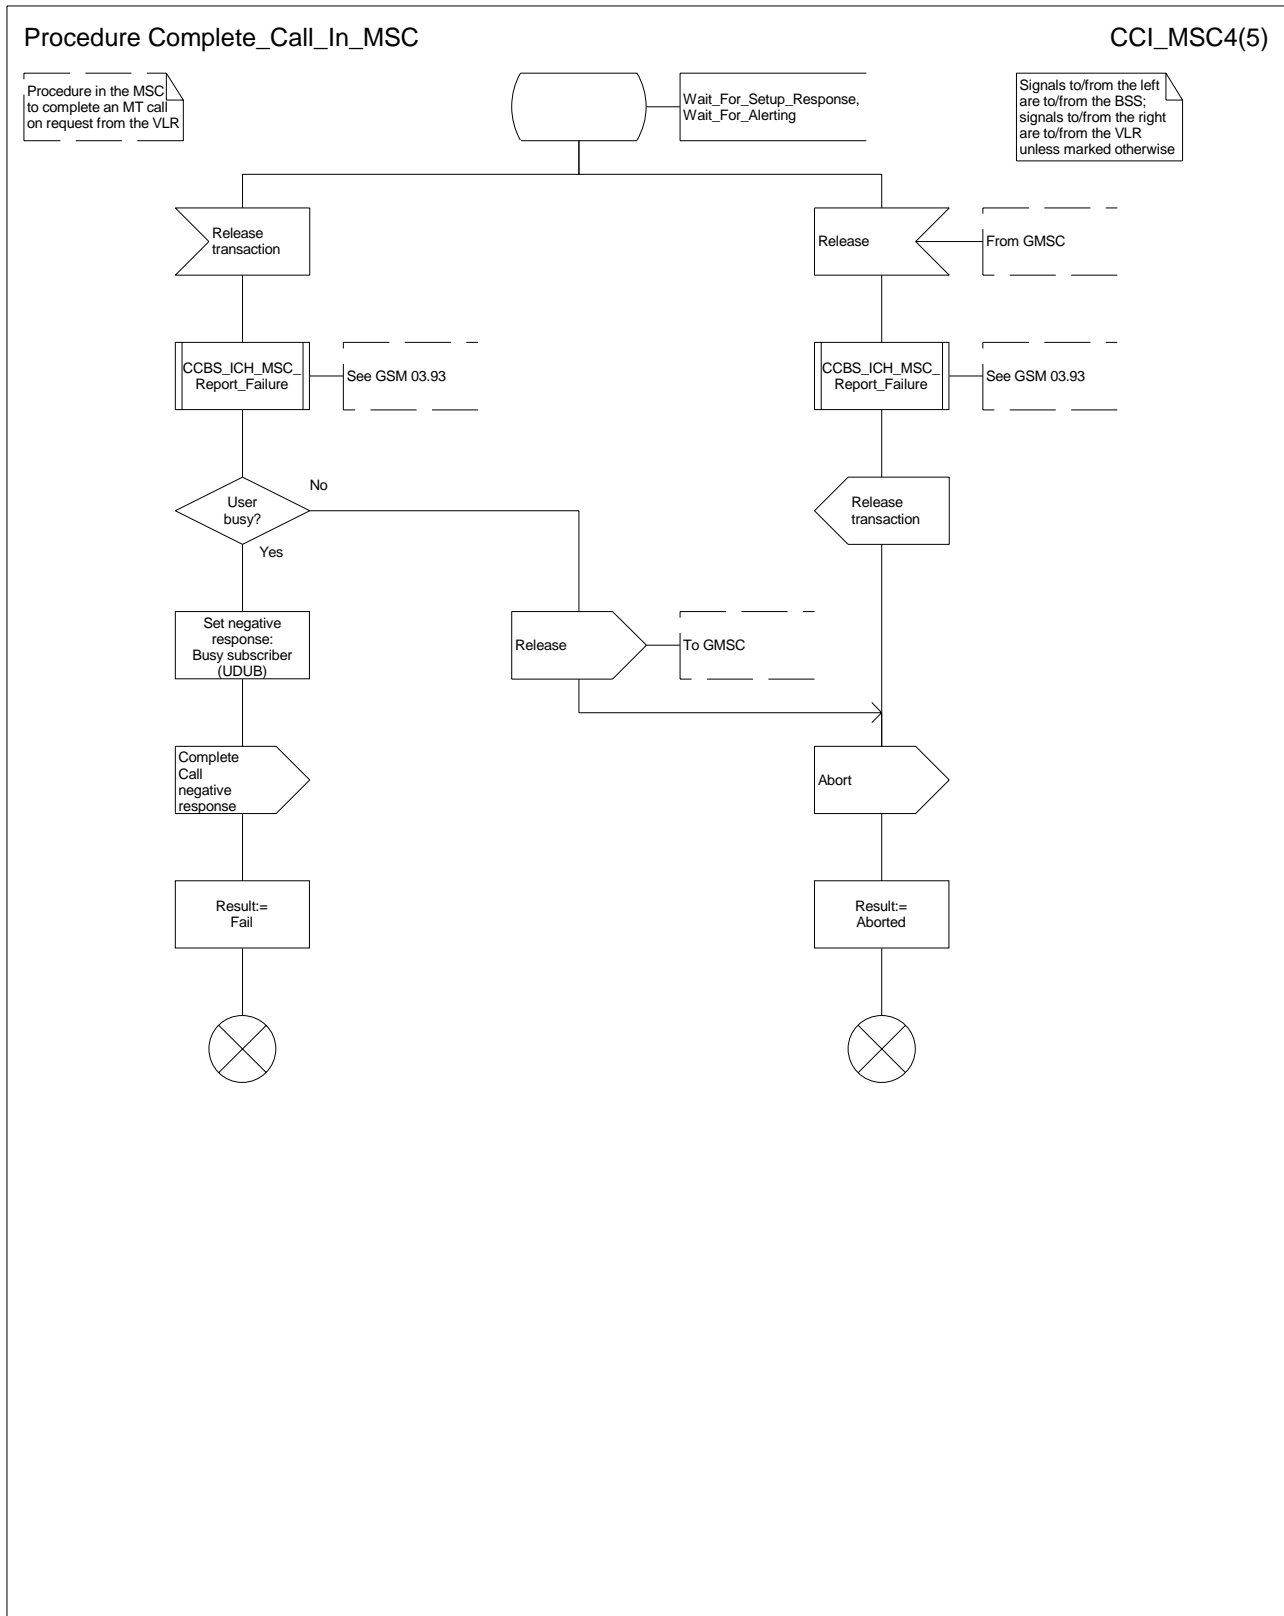 Procedure Complete_Call_In_MSC
CCI_MSC4(5)
Procedure in the MSC
to complete an MT call
on request from the VLR
Wait_For_Setup_Response,
Wait_For_Alerting
Signals to/from the left
are to/from the BSS;
signals to/from the right
are to/from the VLR
unless marked otherwise
Release
transaction
Release
From GMSC
CCBS_ICH_MSC_
Report_Failure
See GSM 03.93
CCBS_ICH_MSC_
Report_Failure
See GSM 03.93
User
busy?
No
Yes
Release
transaction
Set negative
response:
Busy subscriber
(UDUB)
Release
To GMSC
Complete
Call
negative
response
Abort
Result:=
Fail
Result:=
Aborted